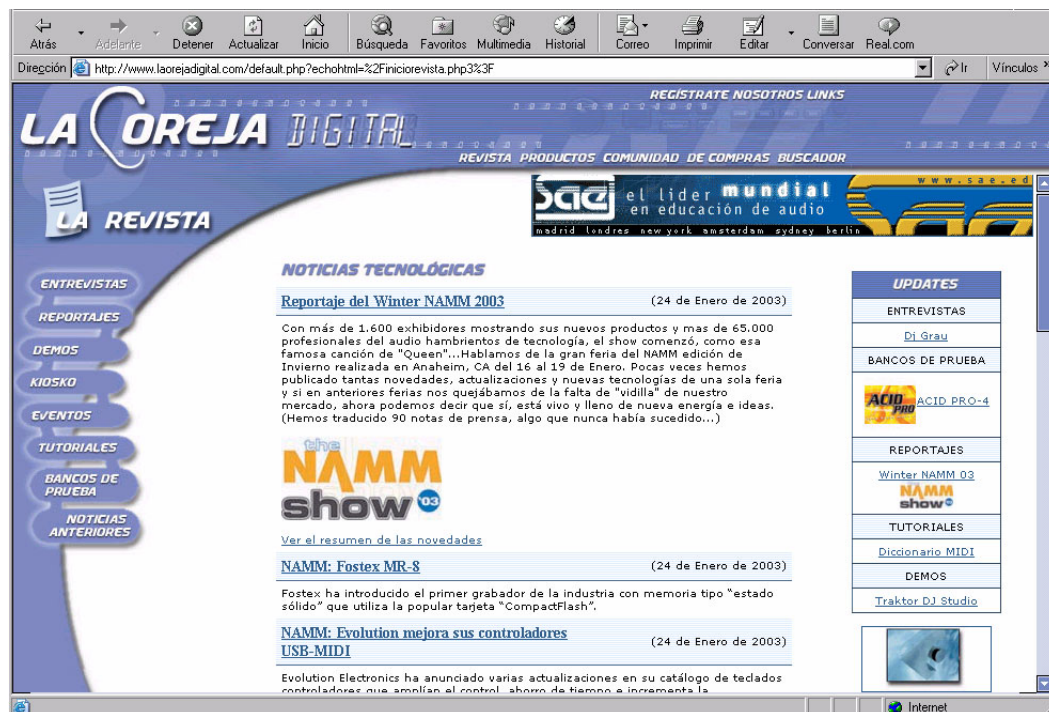 Atrás Adelante Detener Actualizar Inicio Búsqueda Favoritos Multimedia Historial Correo Imprimir Editar Conversar Real.com
Dirección http://www.laorejadigital.com/default.php?echohtml=%2Finiciorevista.php3%3F Ir Vínculos »
REGÍSTRATE NOSOTROS LINKS
LA OREJA DIGITAL
REVISTA PRODUCTOS COMUNIDAD DE COMPRAS BUSCADOR
LA REVISTA
sae el líder mundial
en educación de audio
madrid londres new york amsterdam sydney berlin
www.sae.ed
ENTREVISTAS
REPORTAJES
DEMOS
KIOSKO
EVENTOS
TUTORIALES
BANCOS DE
PRUEBA
NOTICIAS
ANTERIORES
NOTICIAS TECNOLÓGICAS
Reportaje del Winter NAMM 2003 (24 de Enero de 2003)
Con más de 1.600 exhibidores mostrando sus nuevos productos y mas de 65.000
profesionales del audio hambrientos de tecnología, el show comenzó, como esa
famosa canción de "Queen"...Hablamos de la gran feria del NAMM edición de
Invierno realizada en Anaheim, CA del 16 al 19 de Enero. Pocas veces hemos
publicado tantas novedades, actualizaciones y nuevas tecnologías de una sola feria
y si en anteriores ferias nos quejábamos de la falta de "vidilla" de nuestro
mercado, ahora podemos decir que sí, está vivo y lleno de nueva energía e ideas.
(Hemos traducido 90 notas de prensa, algo que nunca había sucedido...)
the
NAMM
show '03
Ver el resumen de las novedades
NAMM: Fostex MR-8 (24 de Enero de 2003)
Fostex ha introducido el primer grabador de la industria con memoria tipo “estado
sólido” que utiliza la popular tarjeta “CompactFlash”.
NAMM: Evolution mejora sus controladores
USB-MIDI (24 de Enero de 2003)
Evolution Electronics ha anunciado varias actualizaciones en su catálogo de teclados
controladores que amplían el control, ahorro de tiempo e incrementa la
UPDATES
ENTREVISTAS
Dj Grau
BANCOS DE PRUEBA
ACID PRO ACID PRO-4
REPORTAJES
Winter NAMM 03
NAMM
show
TUTORIALES
Diccionario MIDI
DEMOS
Traktor DJ Studio
Internet